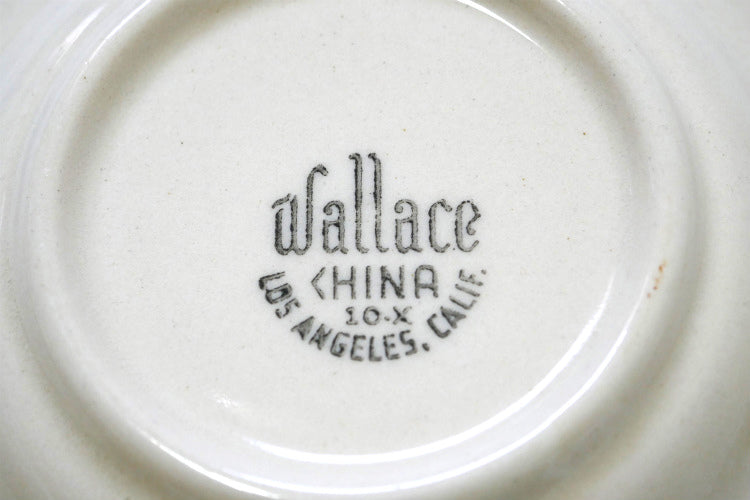 Wallace
CHINA
10-X
LOS ANGELES, CALIF.